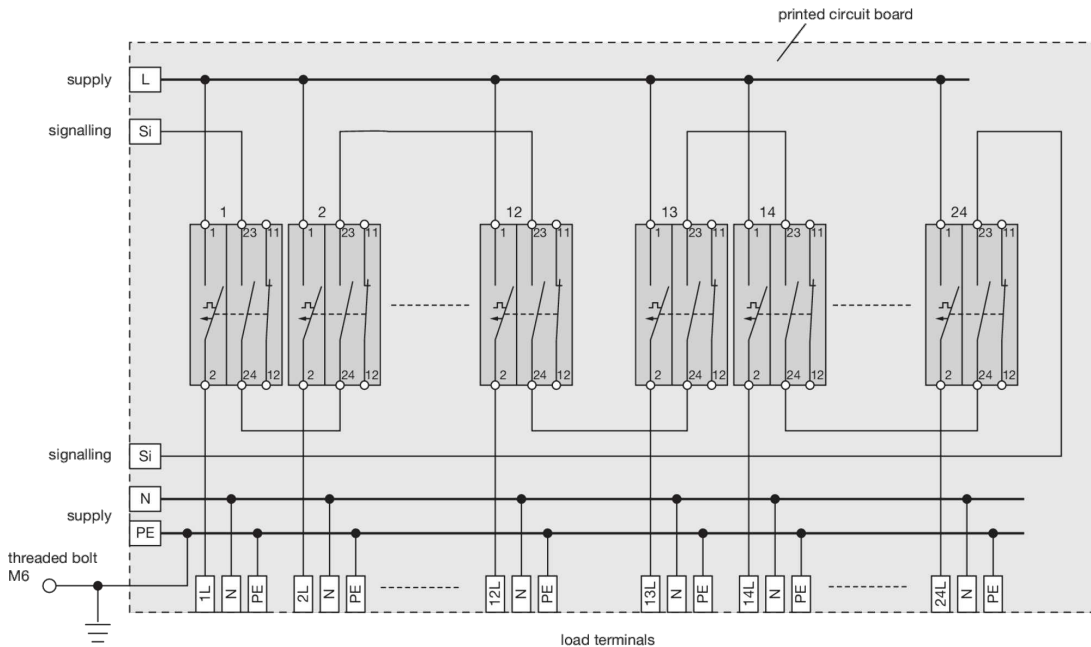 printed circuit board
supply L
signalling Si
1 2 12 13 14 24
1 23 11 1 23 11 1 23 11 1 23 11 1 23 11 1 23 11
2 24 12 2 24 12 2 24 12 2 24 12 2 24 12 2 24 12
signalling Si
N
supply
PE
threaded bolt
M6
1L N PE 2L N PE 12L N PE 13L N PE 14L N PE 24L N PE
load terminals